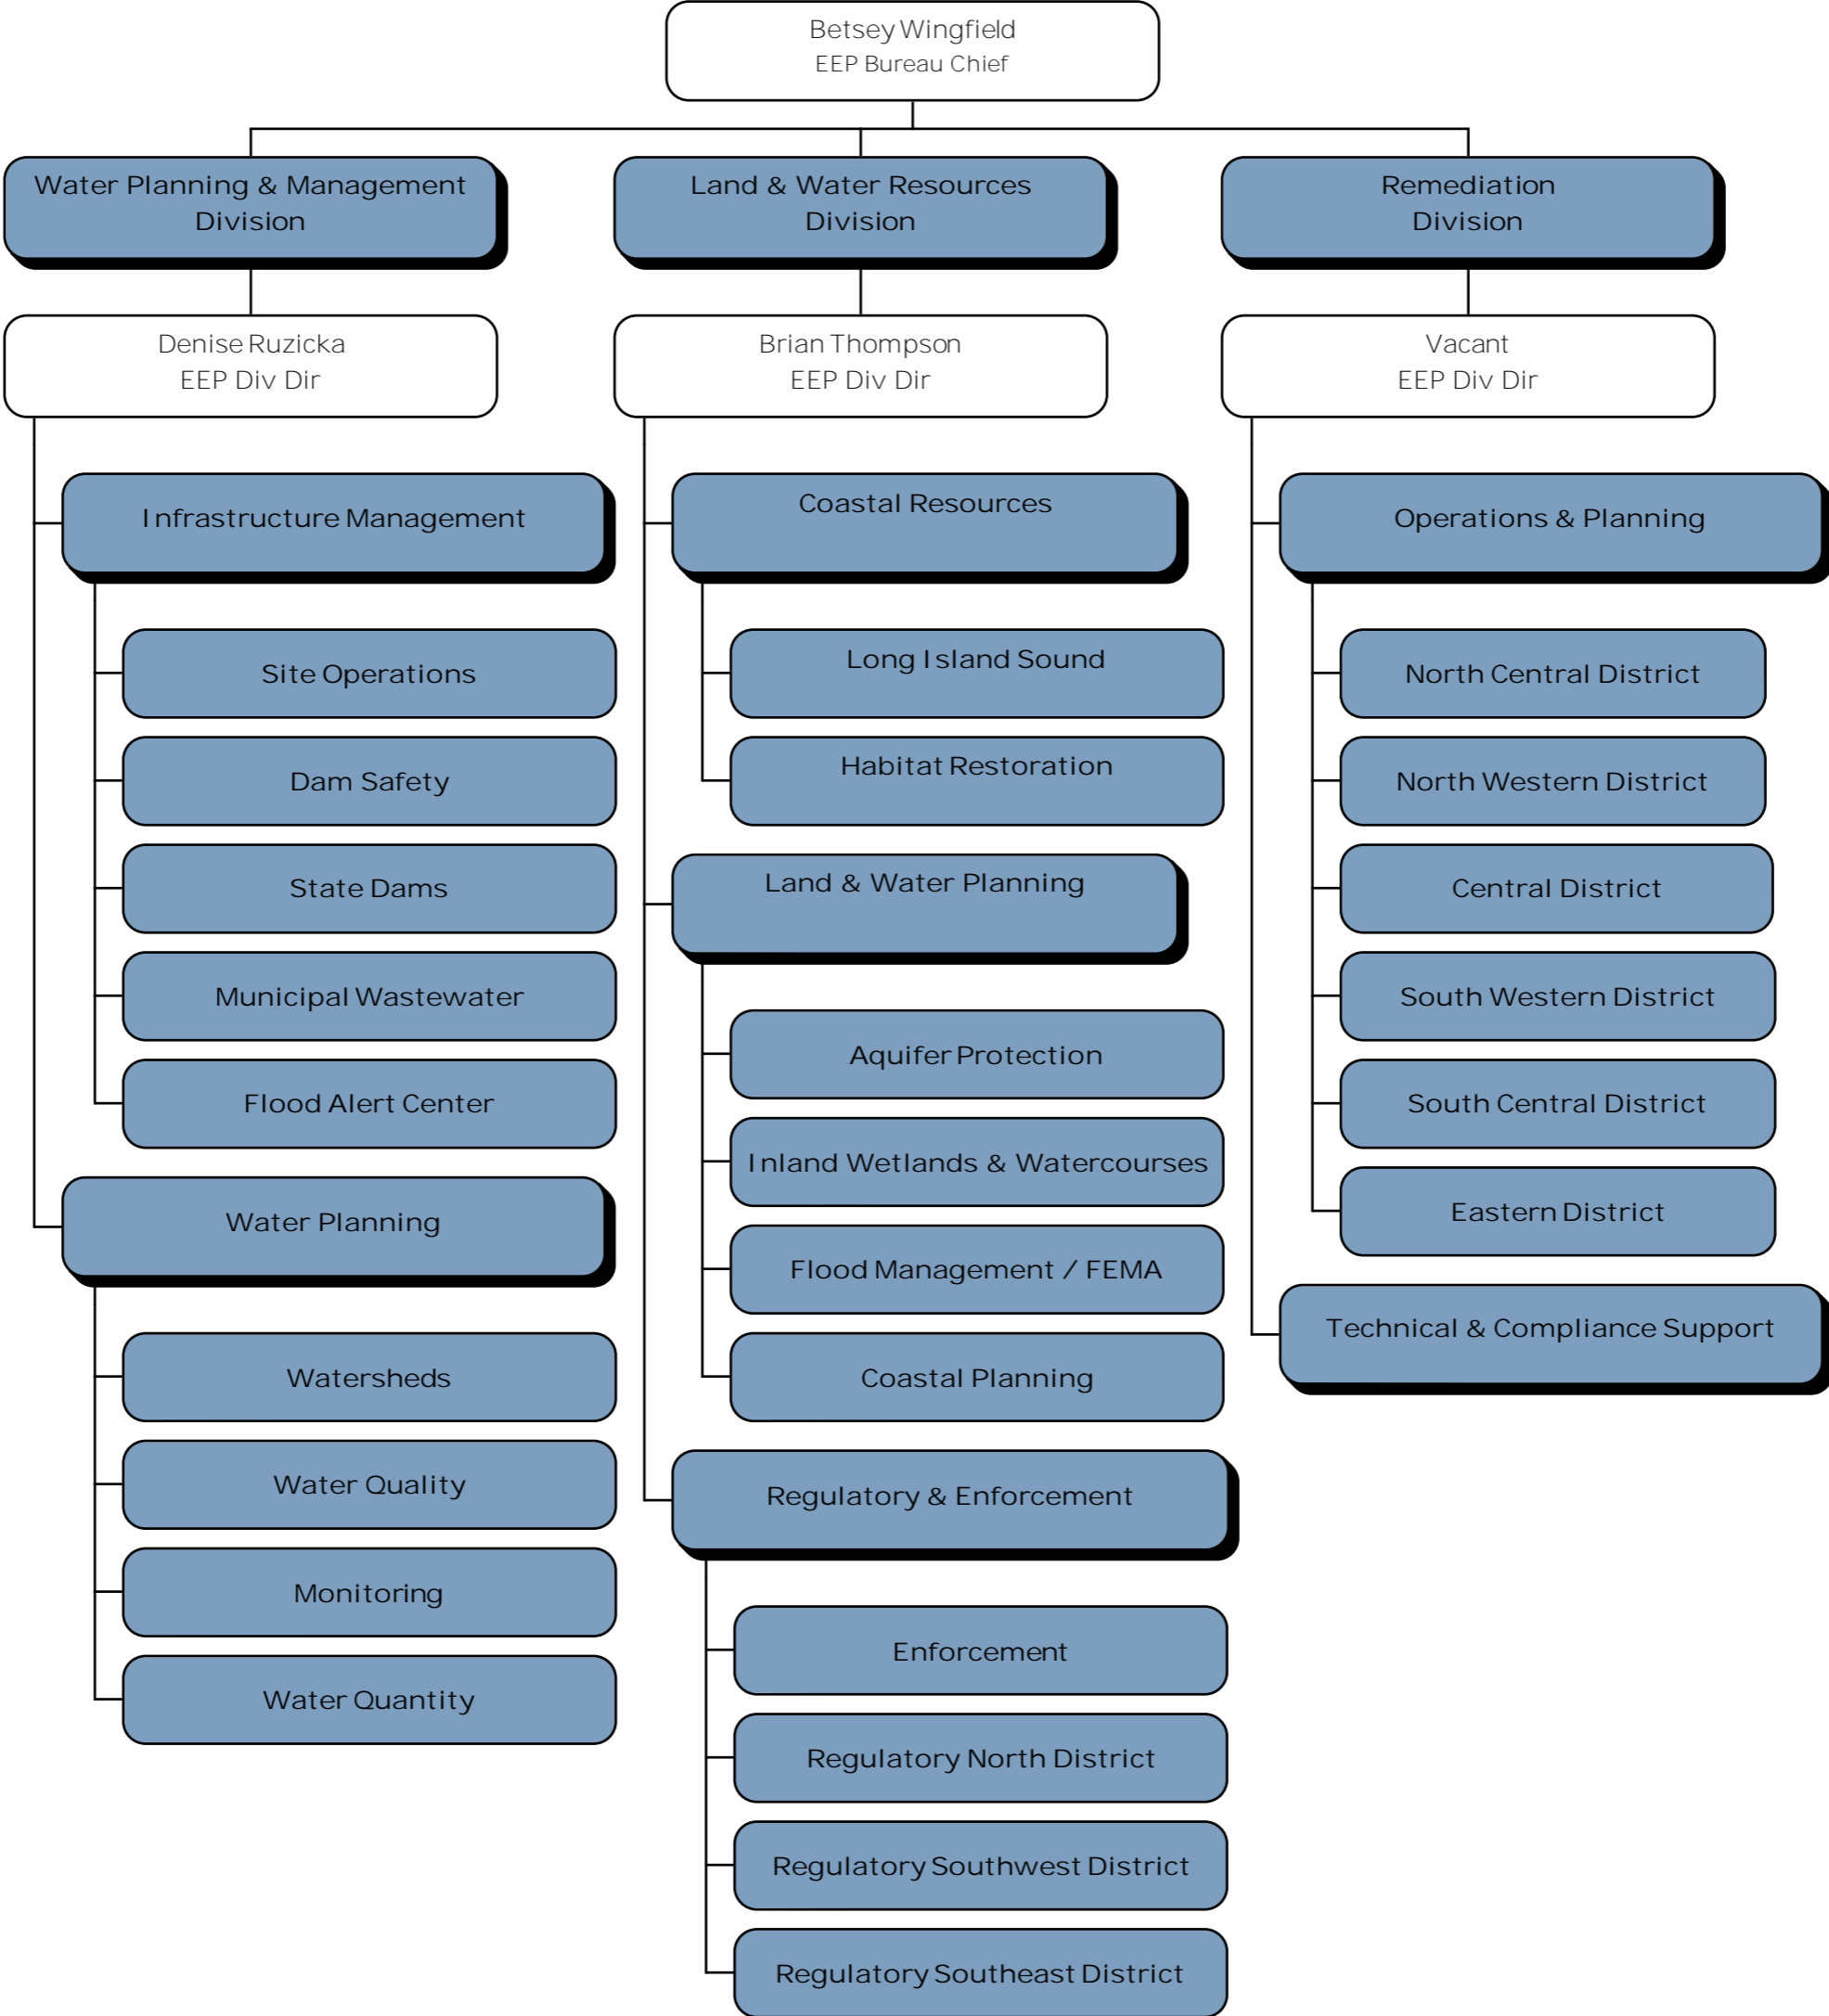 Betsey Wingfield
EEP Bureau Chief
Water Planning & Management
Division
Land & Water Resources
Division
Remediation
Division
Denise Ruzicka
EEP Div Dir
Brian Thompson
EEP Div Dir
Vacant
EEP Div Dir
Infrastructure Management
Site Operations
Dam Safety
State Dams
Municipal Wastewater
Flood Alert Center
Water Planning
Watersheds
Water Quality
Monitoring
Water Quantity
Coastal Resources
Long Island Sound
Habitat Restoration
Land & Water Planning
Aquifer Protection
Inland Wetlands & Watercourses
Flood Management / FEMA
Coastal Planning
Regulatory & Enforcement
Enforcement
Regulatory North District
Regulatory Southwest District
Regulatory Southeast District
Operations & Planning
North Central District
North Western District
Central District
South Western District
South Central District
Eastern District
Technical & Compliance Support